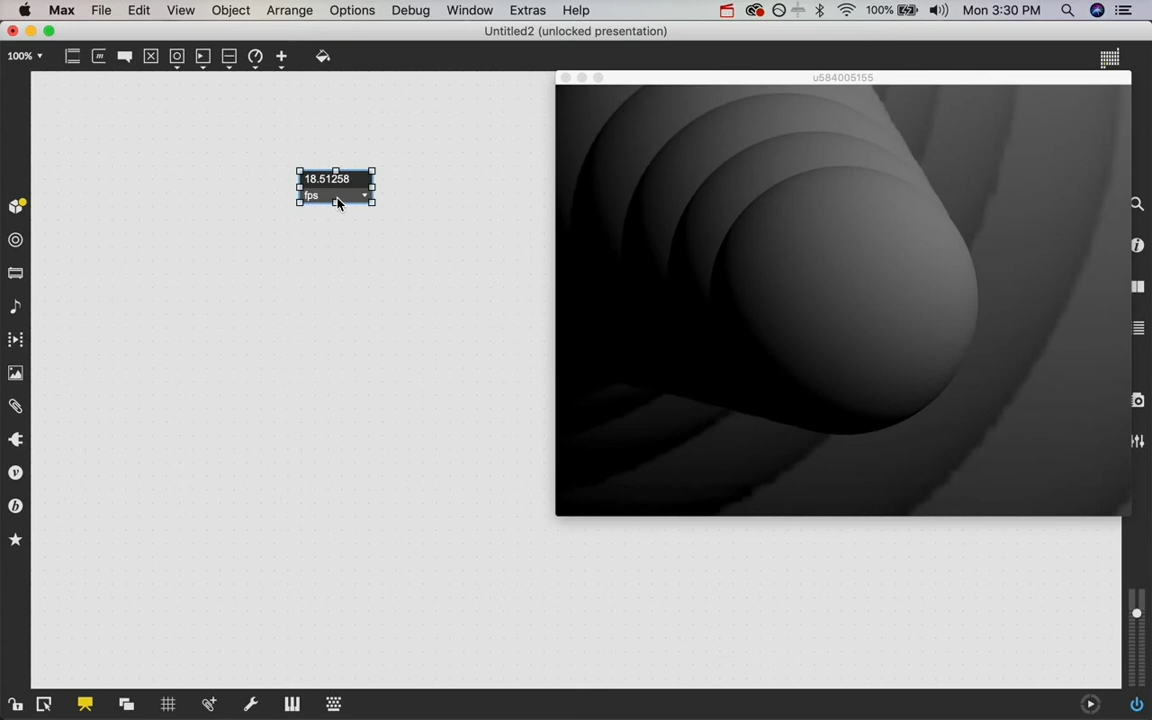 Max File Edit View Object Arrange Options Debug Window Extras Help 100% Mon 3:30 PM
Untitled2 (unlocked presentation)
100%
u584005155
18.51258
fps